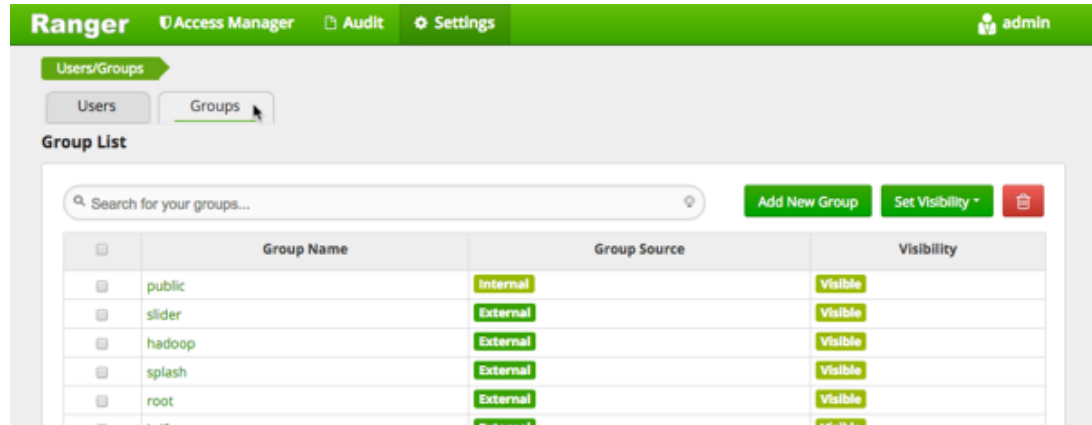 Ranger Access Manager Audit Settings admin
Users/Groups
Users Groups
Group List
Search for your groups... Add New Group Set Visibility
Group Name Group Source Visibility
public Internal Visible
slider External Visible
hadoop External Visible
splash External Visible
root External Visible